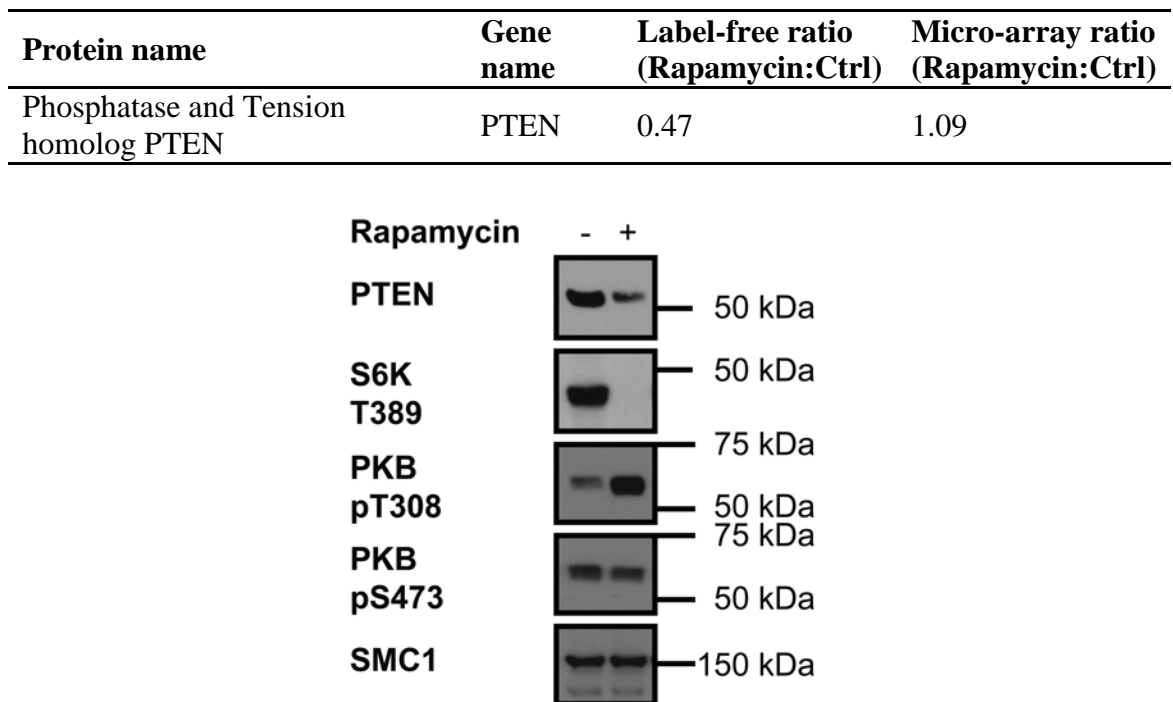 Protein name Gene name Label-free ratio (Rapamycin:Ctrl) Micro-array ratio (Rapamycin:Ctrl)
Phosphatase and Tension homolog PTEN PTEN 0.47 1.09
Rapamycin - +
PTEN 50 kDa
S6K T389 50 kDa
75 kDa
PKB pT308 50 kDa
75 kDa
PKB pS473 50 kDa
SMC1 150 kDa